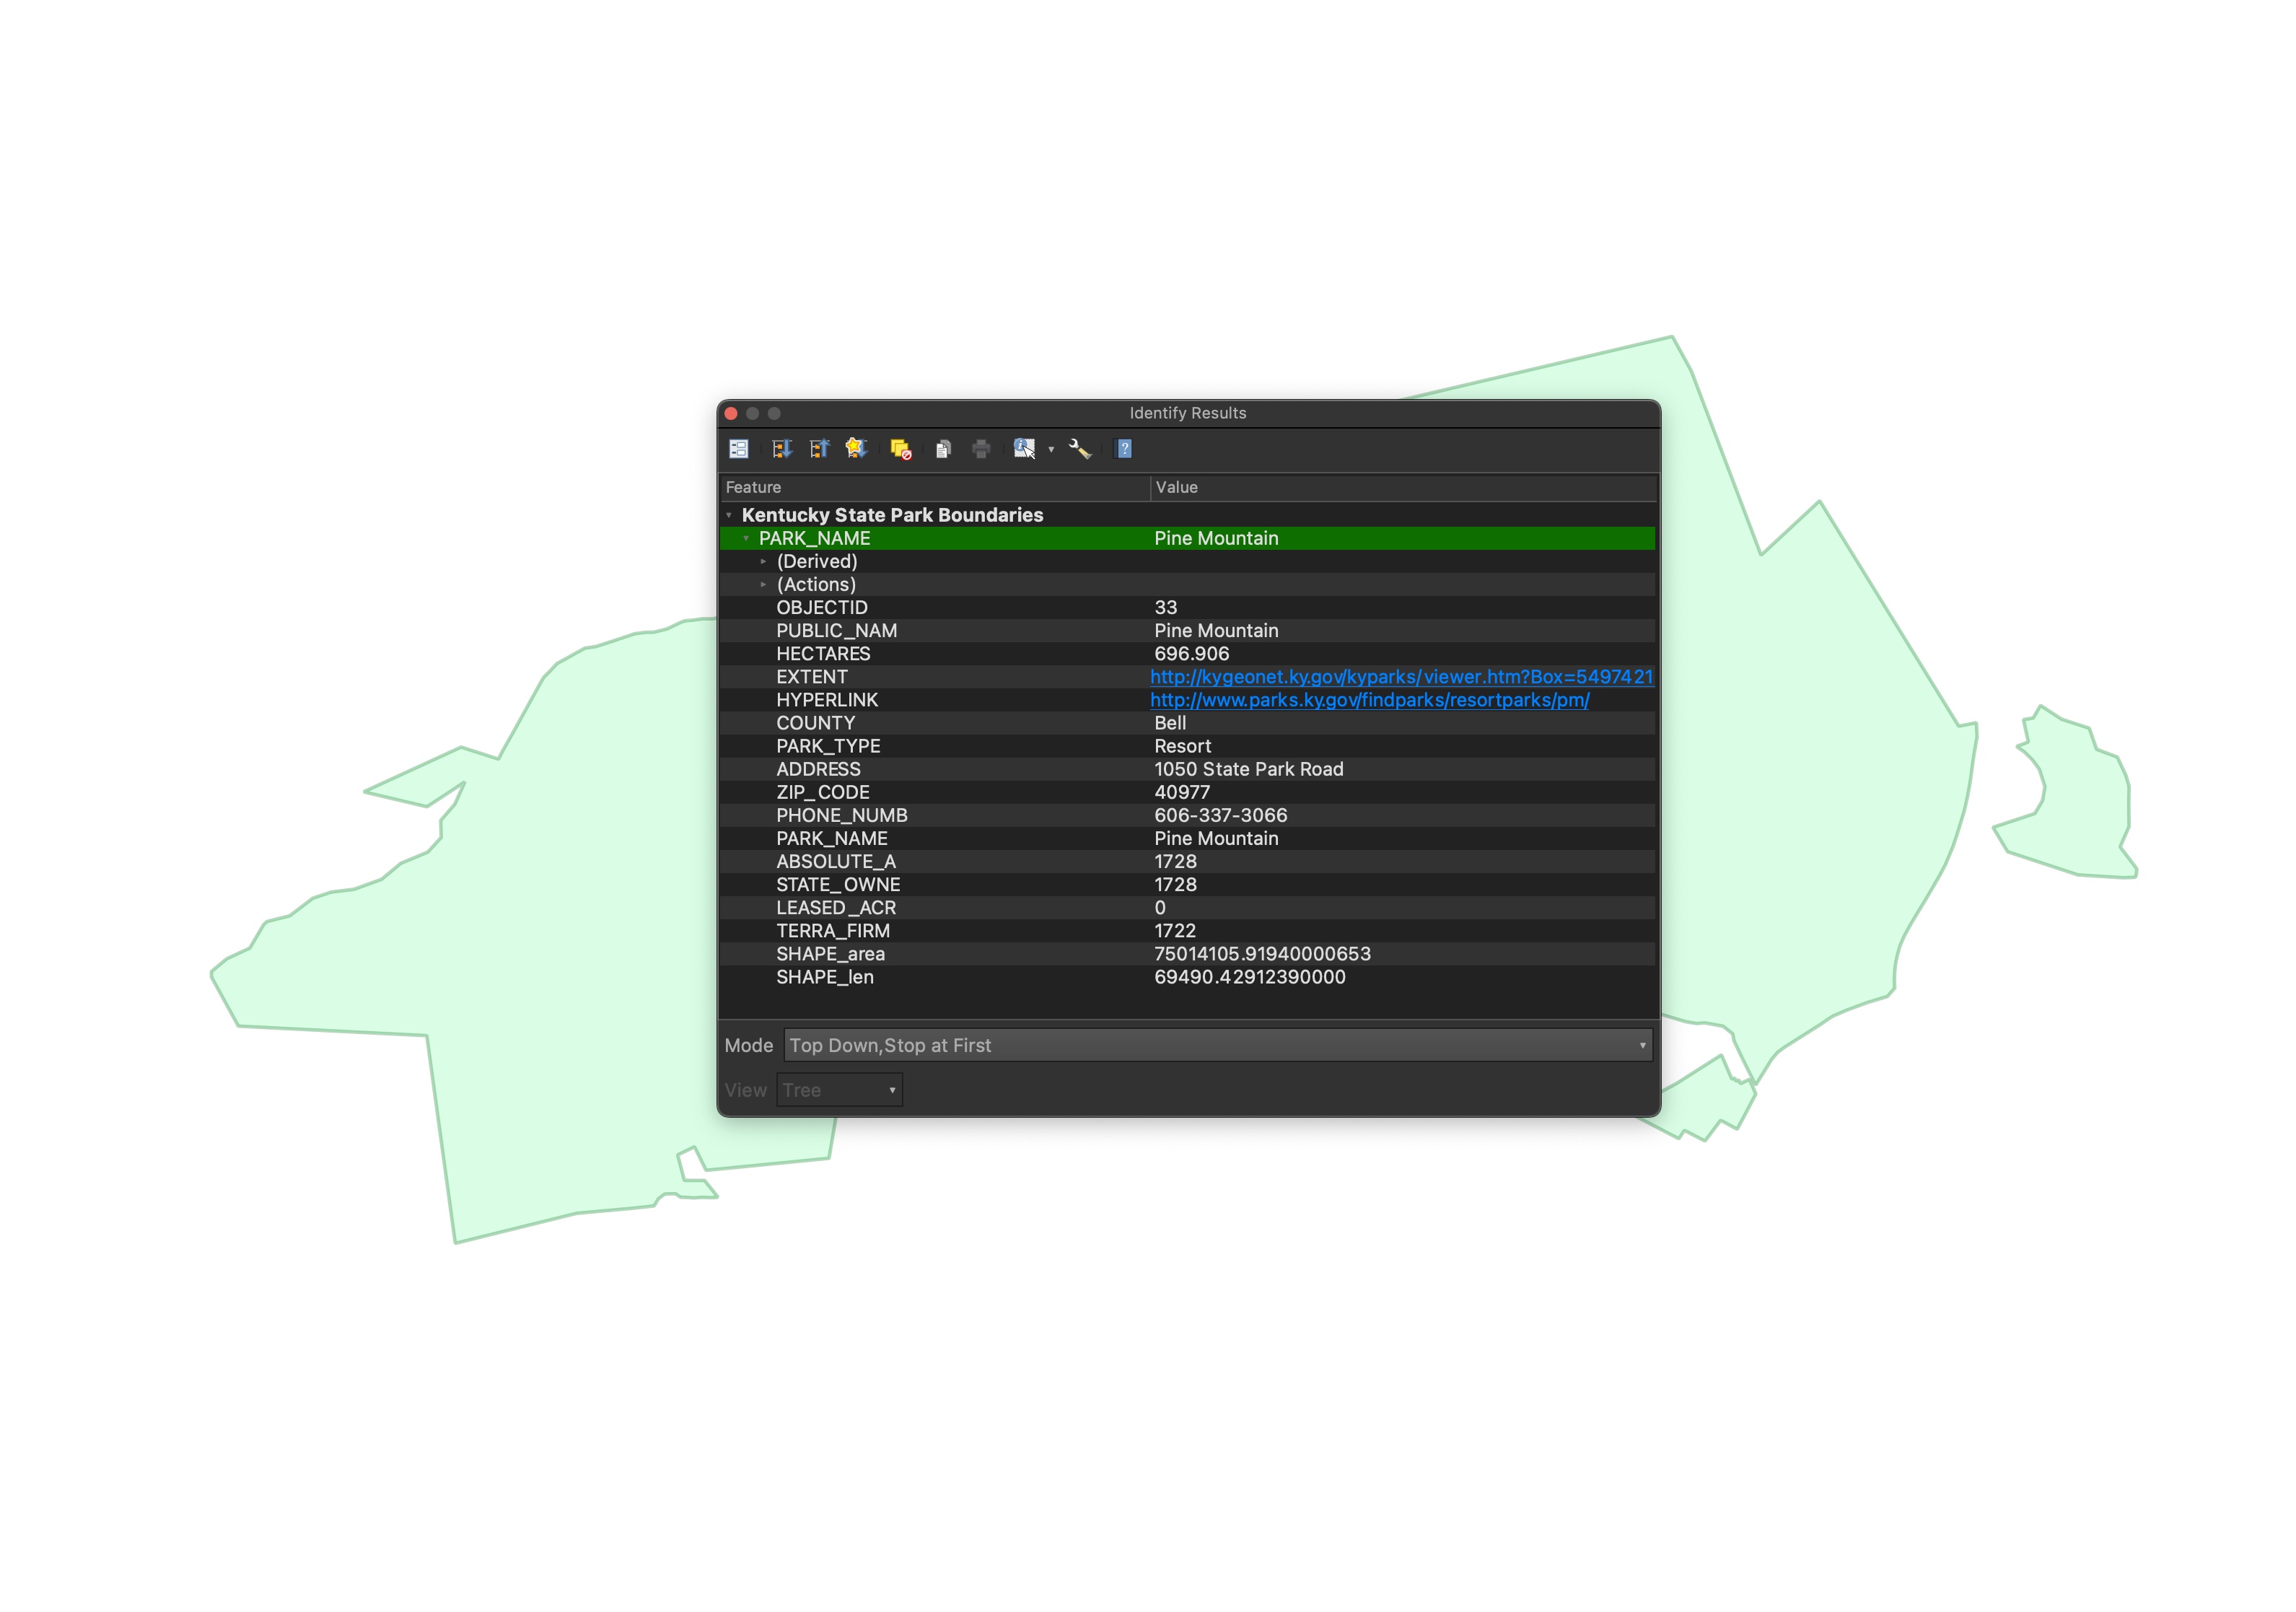 Identify Results
Feature Value
Kentucky State Park Boundaries
PARK_NAME Pine Mountain
(Derived)
(Actions)
OBJECTID 33
PUBLIC_NAM Pine Mountain
HECTARES 696.906
EXTENT http://kygeonet.ky.gov/kyparks/viewer.htm?Box=5497421
HYPERLINK http://www.parks.ky.gov/findparks/resortparks/pm/
COUNTY Bell
PARK_TYPE Resort
ADDRESS 1050 State Park Road
ZIP_CODE 40977
PHONE_NUMB 606-337-3066
PARK_NAME Pine Mountain
ABSOLUTE_A 1728
STATE_OWNE 1728
LEASED_ACR 0
TERRA_FIRM 1722
SHAPE_area 75014105.91940000653
SHAPE_len 69490.42912390000
Mode Top Down,Stop at First
View Tree